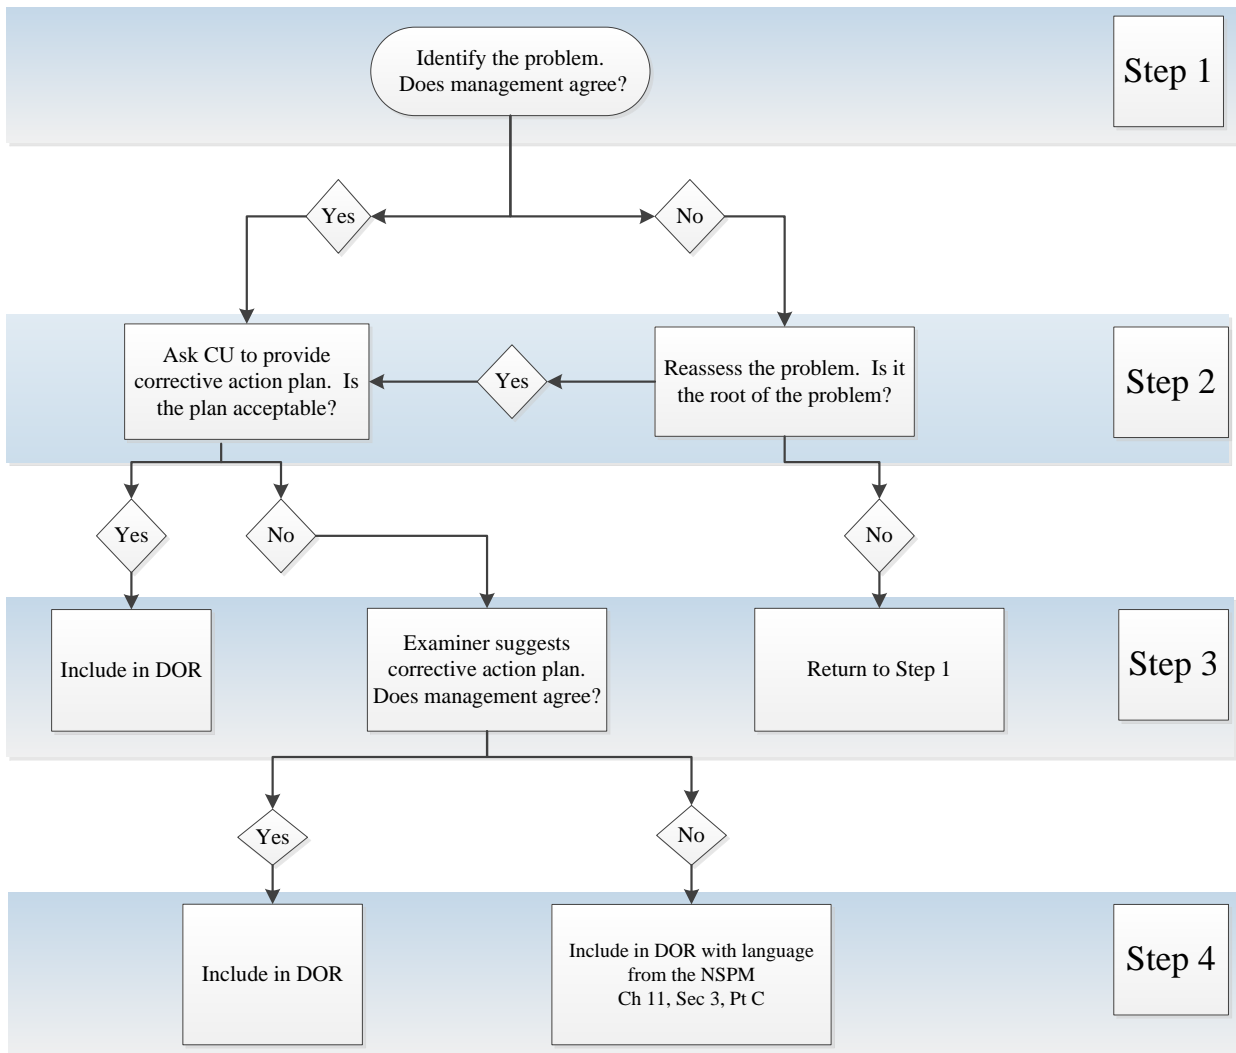 Identify the problem.
Does management agree?
Step 1
Yes
No
Ask CU to provide
corrective action plan.  Is
the plan acceptable?
Yes
Reassess the problem.  Is it
the root of the problem?
Step 2
Yes
No
No
Include in DOR
Examiner suggests
corrective action plan.
Does management agree?
Return to Step 1
Step 3
Yes
No
Include in DOR
Include in DOR with language
from the NSPM
Ch 11, Sec 3, Pt C
Step 4